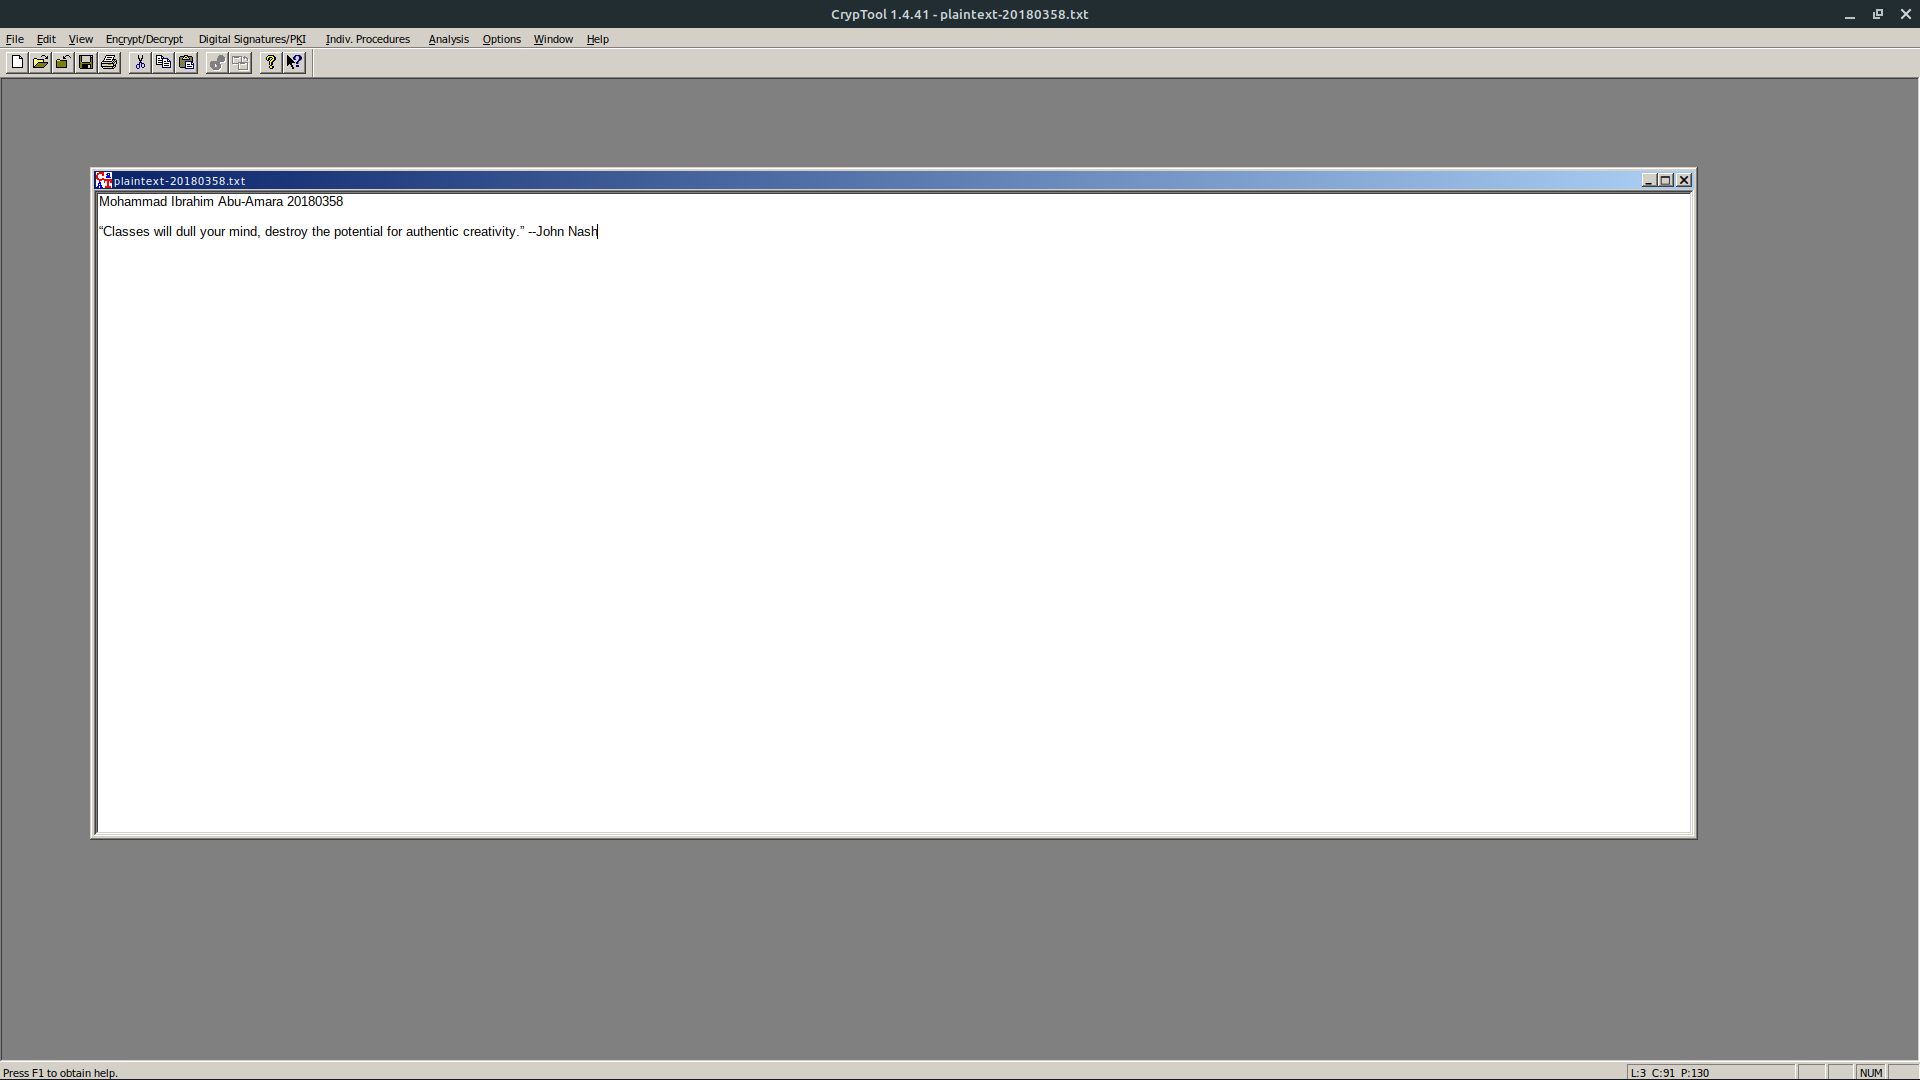 CrypTool 1.4.41 - plaintext-20180358.txt
File Edit View Encrypt/Decrypt Digital Signatures/PKI Indiv. Procedures Analysis Options Window Help
plaintext-20180358.txt
Mohammad Ibrahim Abu-Amara 20180358
“Classes will dull your mind, destroy the potential for authentic creativity.” --John Nash
Press F1 to obtain help.
L:3 C:91 P:130
NUM